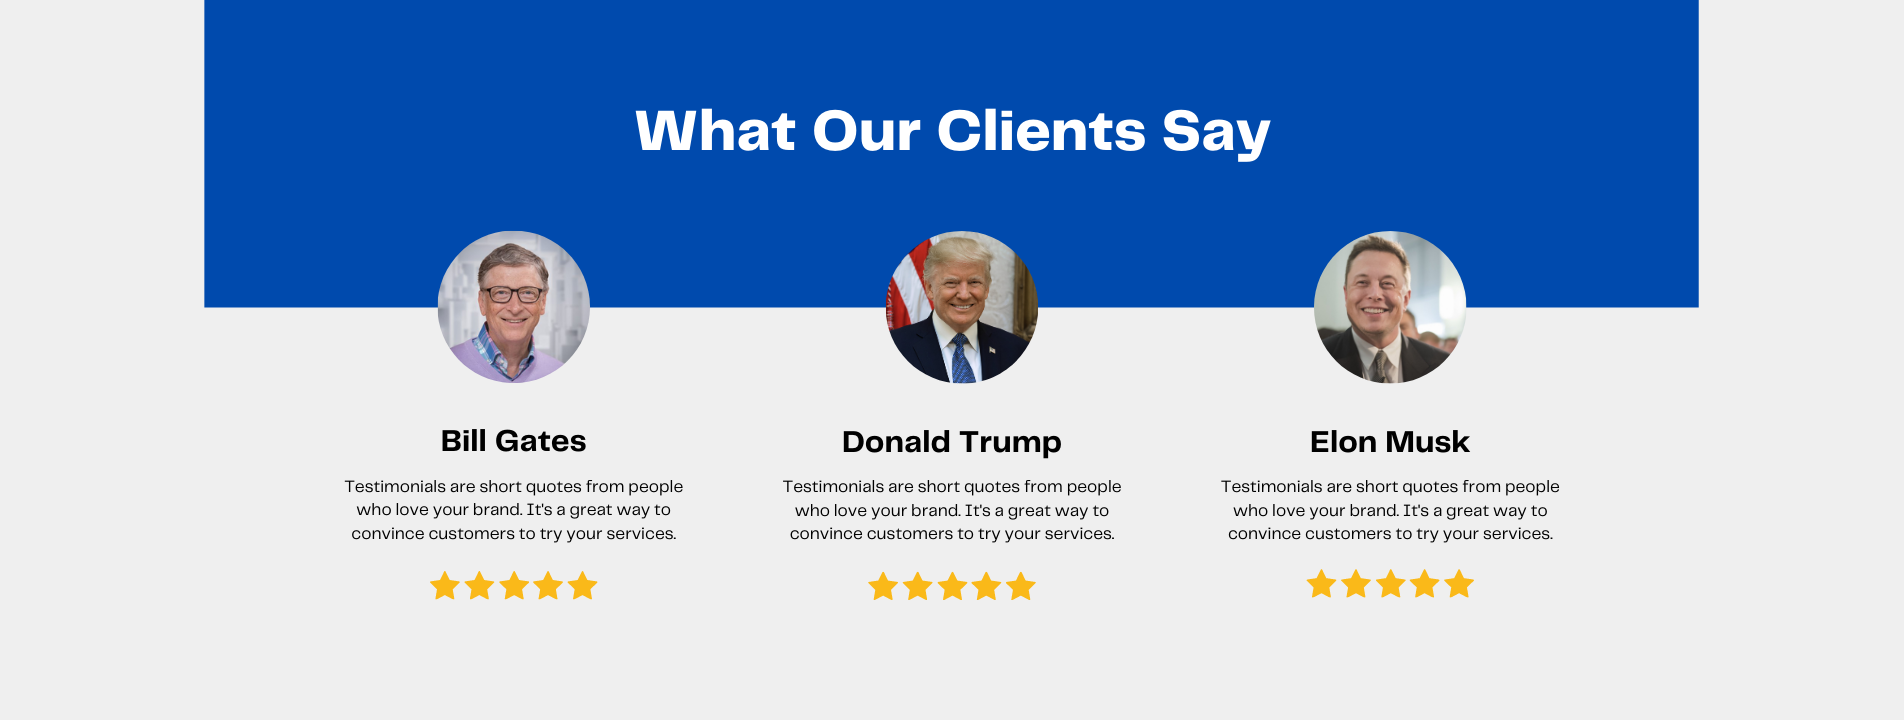 What Our Clients Say
Bill Gates
Testimonials are short quotes from people
who love your brand. It's a great way to
convince customers to try your services.
Donald Trump
Testimonials are short quotes from people
who love your brand. It's a great way to
convince customers to try your services.
Elon Musk
Testimonials are short quotes from people
who love your brand. It's a great way to
convince customers to try your services.